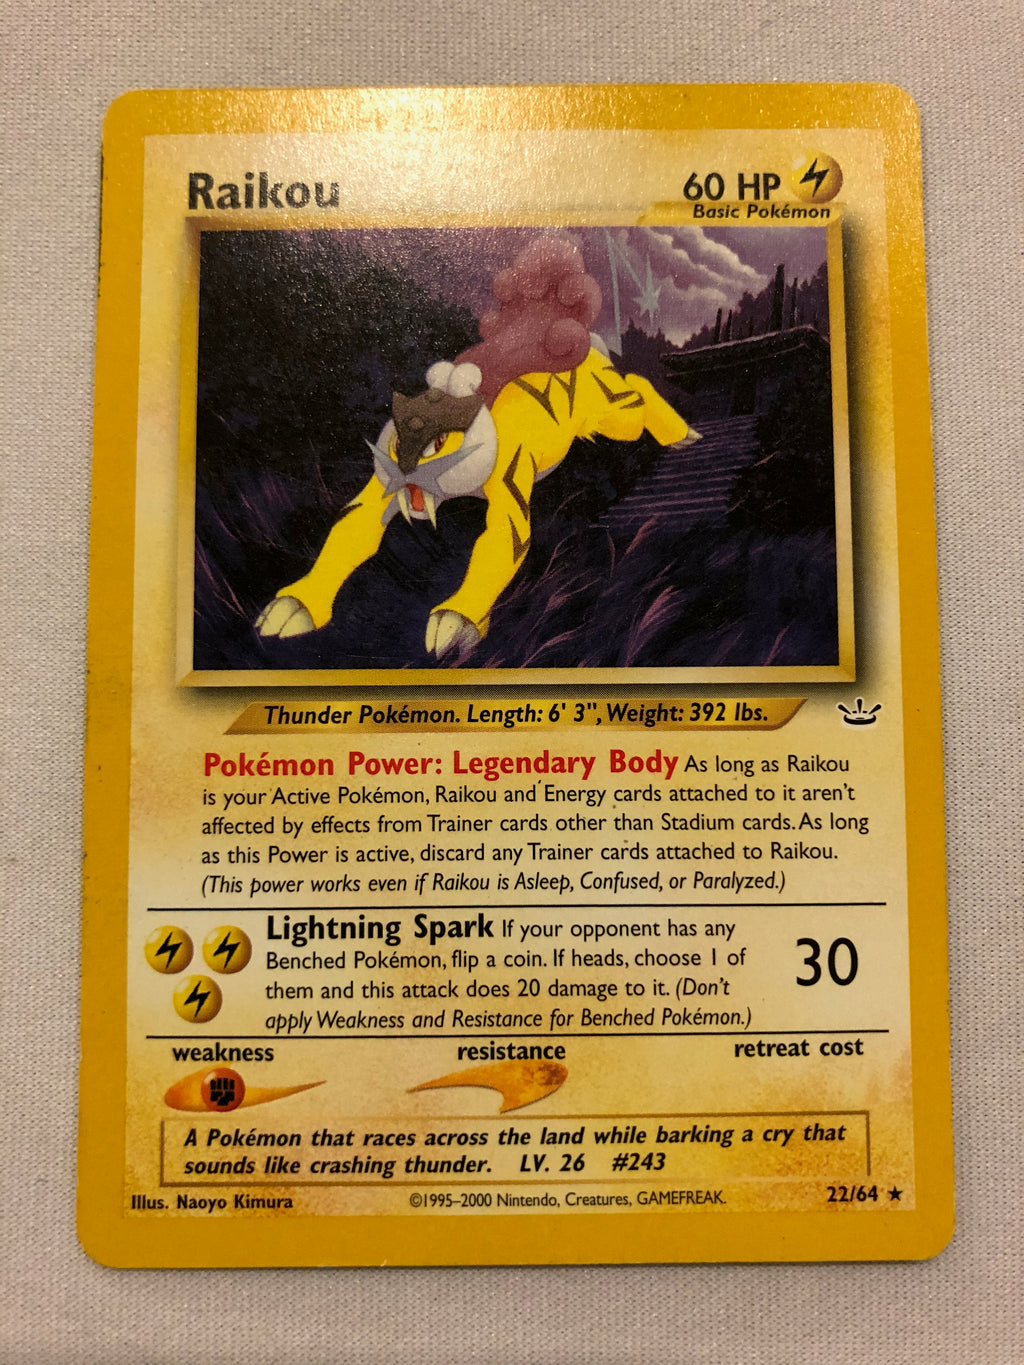 Raikou
60 HP
Basic Pokémon
Thunder Pokémon. Length: 6' 3", Weight: 392 lbs.
Pokémon Power: Legendary Body As long as Raikou
is your Active Pokémon, Raikou and Energy cards attached to it aren't
affected by effects from Trainer cards other than Stadium cards. As long
as this Power is active, discard any Trainer cards attached to Raikou.
(This power works even if Raikou is Asleep, Confused, or Paralyzed.)
Lightning Spark If your opponent has any
Benched Pokémon, flip a coin. If heads, choose 1 of
them and this attack does 20 damage to it. (Don't
apply Weakness and Resistance for Benched Pokémon.)
30
weakness
resistance
retreat cost
A Pokémon that races across the land while barking a cry that
sounds like crashing thunder. LV. 26 #243
Illus. Naoyo Kimura
©1995–2000 Nintendo, Creatures, GAMEFREAK.
22/64 ★